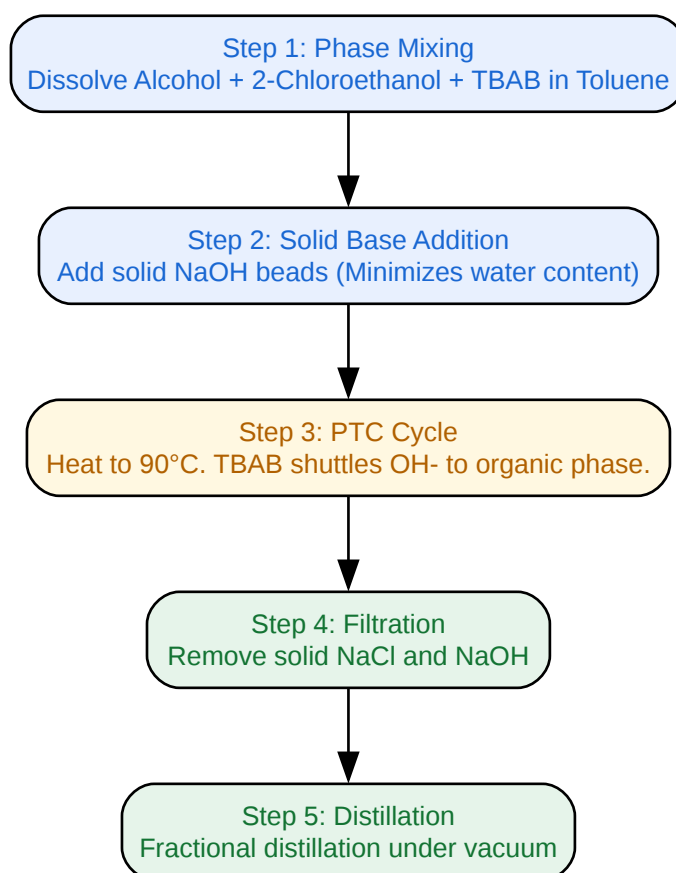 Step 1: Phase Mixing
Dissolve Alcohol + 2-Chloroethanol + TBAB in Toluene
Step 2: Solid Base Addition
Add solid NaOH beads (Minimizes water content)
Step 3: PTC Cycle
Heat to 90°C. TBAB shuttles OH- to organic phase.
Step 4: Filtration
Remove solid NaCl and NaOH
Step 5: Distillation
Fractional distillation under vacuum